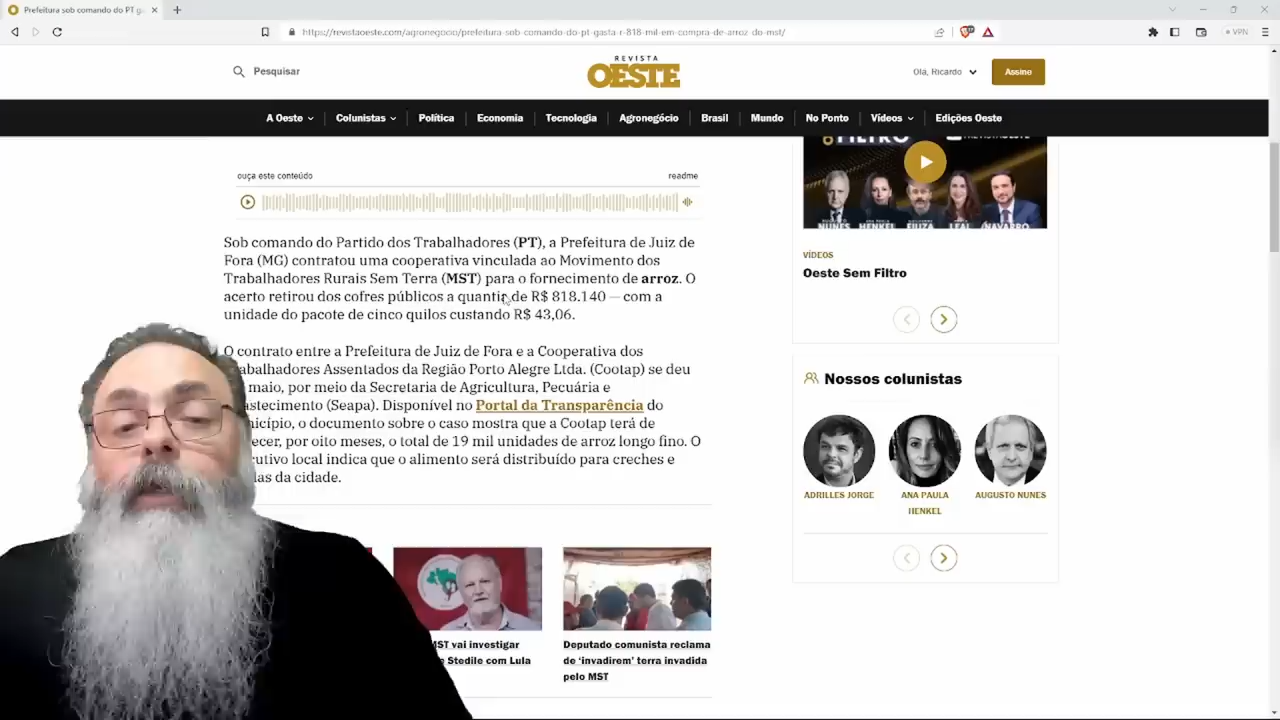 Prefeitura sob comando do PT ga
https://revistaoeste.com/agronegocio/prefeitura-sob-comando-do-pt-gasta-r-818-mil-em-compra-de-arroz-do-mst/
VPN
Pesquisar
REVISTA
OESTE
Olá, Ricardo
Assine
A Oeste
Colunistas
Política
Economia
Tecnologia
Agronegócio
Brasil
Mundo
No Ponto
Vídeos
Edições Oeste
ouça este conteúdo
readme
Sob comando do Partido dos Trabalhadores (PT), a Prefeitura de Juiz de
Fora (MG) contratou uma cooperativa vinculada ao Movimento dos
Trabalhadores Rurais Sem Terra (MST) para o fornecimento de arroz. O
acerto retirou dos cofres públicos a quantia de R$ 818.140 — com a
unidade do pacote de cinco quilos custando R$ 43,06.
O contrato entre a Prefeitura de Juiz de Fora e a Cooperativa dos
abalhadores Assentados da Região Porto Alegre Ltda. (Cootap) se deu
maio, por meio da Secretaria de Agricultura, Pecuária e
astecimento (Seapa). Disponível no Portal da Transparência do
nicípio, o documento sobre o caso mostra que a Cootap terá de
ecer, por oito meses, o total de 19 mil unidades de arroz longo fino. O
cutivo local indica que o alimento será distribuído para creches e
las da cidade.
MST vai investigar
Stedile com Lula
Deputado comunista reclama
de ‘invadirem’ terra invadida
pelo MST
FILTRO
NUNES
HENKEL
FIUZA
LEAL
NAVARRO
VÍDEOS
Oeste Sem Filtro
Nossos colunistas
ADRILLES JORGE
ANA PAULA
HENKEL
AUGUSTO NUNES